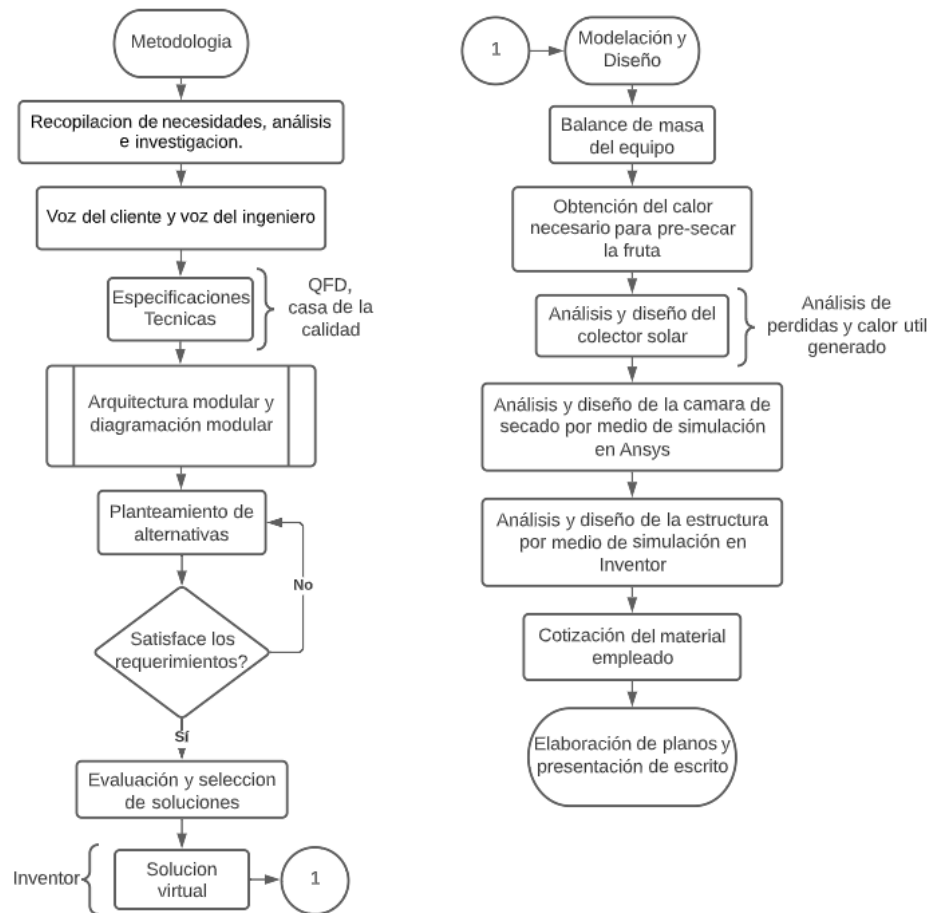 Metodologia
Recopilacion de necesidades, análisis
e investigacion.
Voz del cliente y voz del ingeniero
Especificaciones
Tecnicas
QFD,
casa de la
calidad
Arquitectura modular y
diagramación modular
Planteamiento de
alternativas
No
Satisface los
requerimientos?
Sí
Evaluación y seleccion
de soluciones
Inventor
Solucion
virtual
1
1
Modelación y
Diseño
Balance de masa
del equipo
Obtención del calor
necesario para pre-secar
la fruta
Análisis y diseño del
colector solar
Análisis de
perdidas y calor util
generado
Análisis y diseño de la camara de
secado por medio de simulación
en Ansys
Análisis y diseño de la estructura
por medio de simulación en
Inventor
Cotización del material
empleado
Elaboración de planos y
presentación de escrito